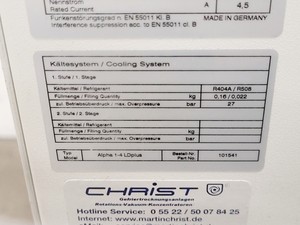 Nennstrom
Rated Current A 4,5
Funkenstörungsgrad n. EN 55011 Kl. B MADE IN GERMANY
Interference suppression acc. to EN 55011 cl. B
Kältesystem / Cooling System
1. Stufe / 1. Stage
Kältemittel / Refrigerant R404A / R508
Füllmenge / Filling Quantity kg 0,16 / 0,022
zul. Betriebsüberdruck / max. Overpressure bar 27
2. Stufe / 2. Stage
Kältemittel / Refrigerant
Füllmenge / Filling Quantity kg
zul. Betriebsüberdruck / max. Overpressure bar
Typ Alpha 1-4 LDplus Bestell-Nr. 101541
Model Part No.
CHRIST
Gefriertrocknungsanlagen
Rotations-Vakuum-Konzentratoren
Hotline Service: 0 55 22 / 50 07 84 25
Internet: www.martinchrist.de